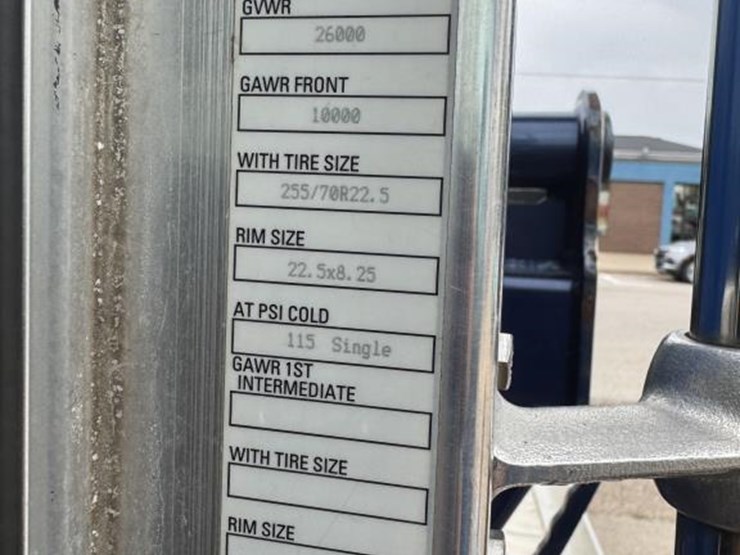 GVWR
26000
GAWR FRONT
10000
WITH TIRE SIZE
255/70R22.5
RIM SIZE
22.5x8.25
AT PSI COLD
115 Single
GAWR 1ST
INTERMEDIATE
WITH TIRE SIZE
RIM SIZE